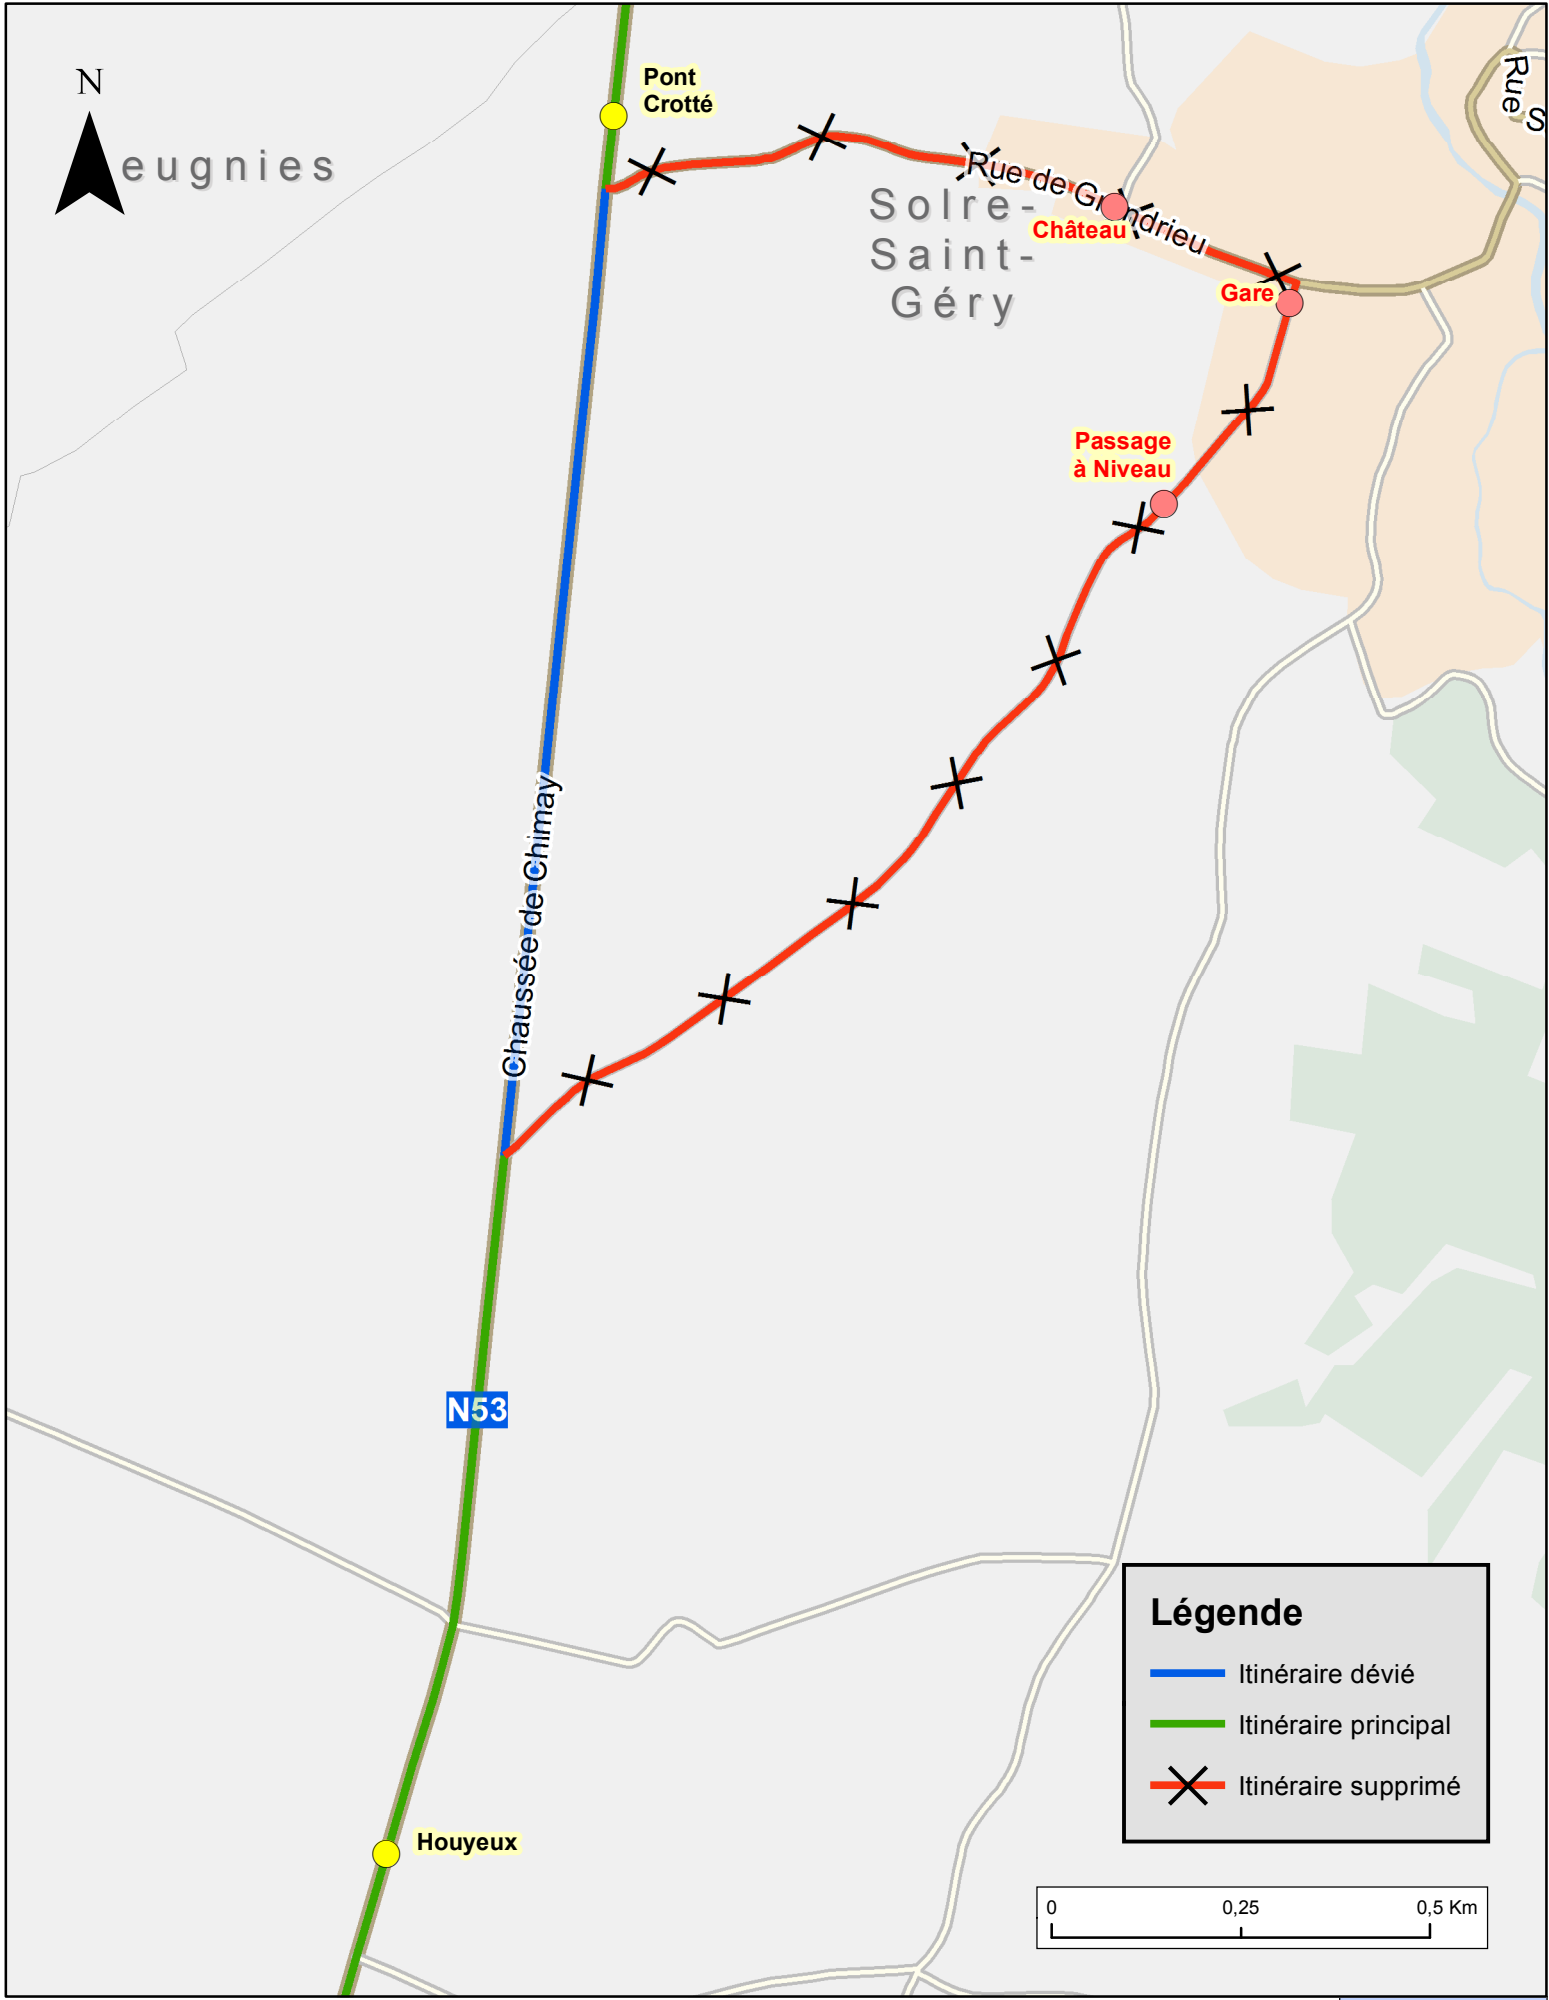 N
eugnies
Pont
Crotté
Rue de Grandrieu
Rue
S
Solre-
Saint-
Géry
Château
Gare
Passage
à Niveau
Chaussée de Chimay
N53
Houyeux
Légende
Itinéraire dévié
Itinéraire principal
Itinéraire supprimé
0 0,25 0,5 Km